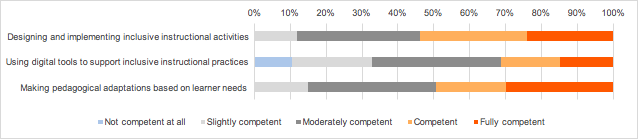 0% 10% 20% 30% 40% 50% 60% 70% 80% 90% 100%
Designing and implementing inclusive instructional activities
Using digital tools to support inclusive instructional practices
Making pedagogical adaptations based on learner needs
Not competent at all Slightly competent Moderately competent Competent Fully competent